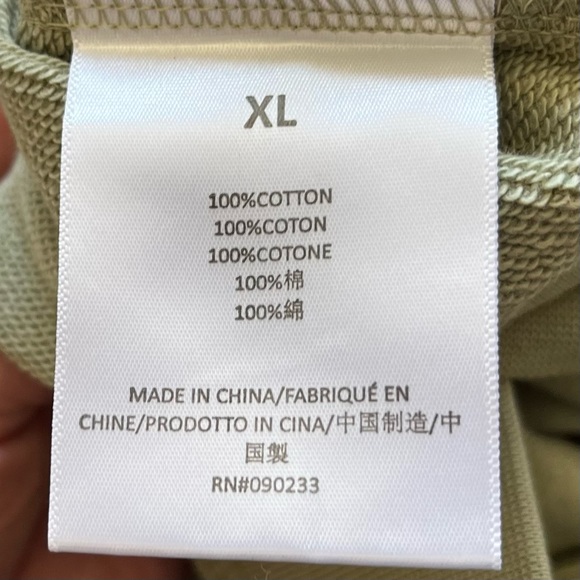 XL
100%COTTON
100%COTON
100%COTONE
100%棉
100%綿
MADE IN CHINA/FABRIQUÉ EN
CHINE/PRODOTTO IN CINA/中国制造/中
国製
RN#090233